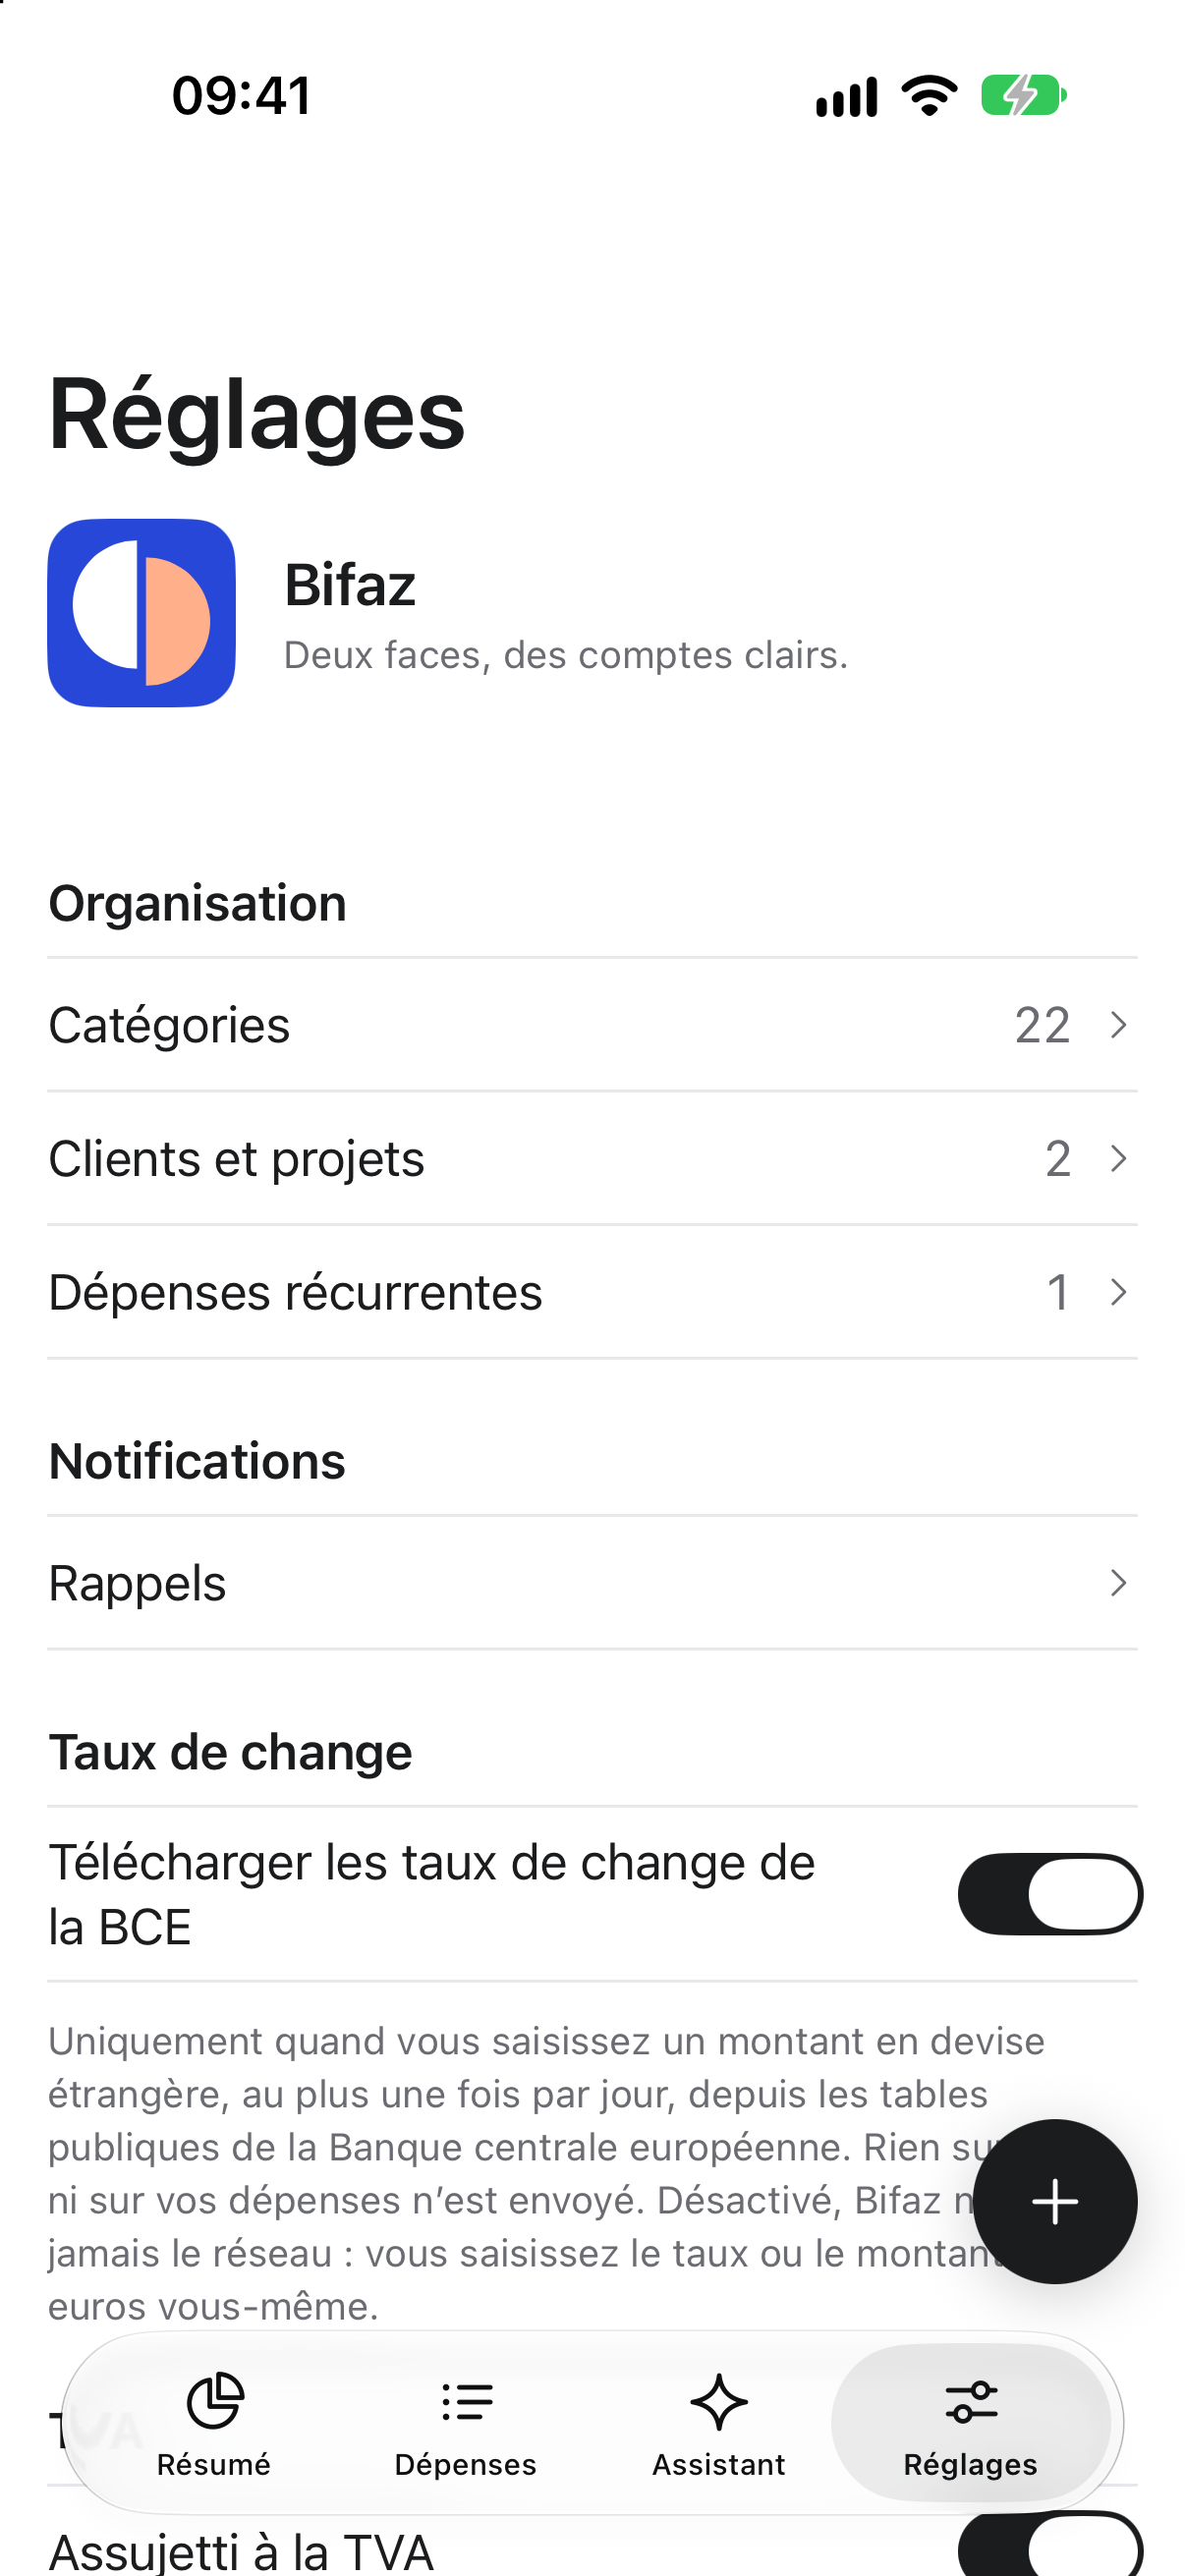 09:41
Réglages
Bifaz
Deux faces, des comptes clairs.
Organisation
Catégories 22
Clients et projets 2
Dépenses récurrentes 1
Notifications
Rappels
Taux de change
Télécharger les taux de change de
la BCE
Uniquement quand vous saisissez un montant en devise
étrangère, au plus une fois par jour, depuis les tables
publiques de la Banque centrale européenne. Rien
ni sur vos dépenses n’est envoyé. Désactivé, Bifaz
jamais le réseau : vous saisissez le taux ou le montant
euros vous-même.
TVA
Résumé Dépenses Assistant Réglages
Assujetti à la TVA